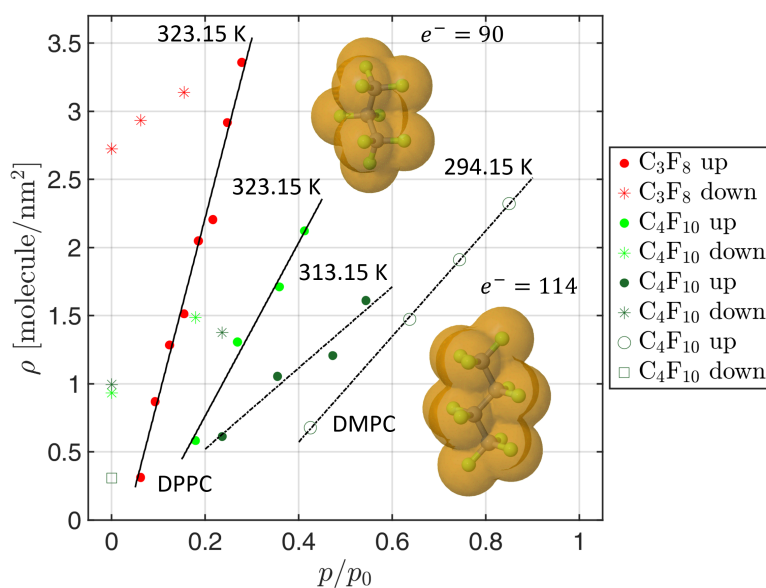 323.15 K
e⁻ = 90
3.5
3
2.5
2
1.5
1
0.5
0
ρ [molecule/nm²]
323.15 K
294.15 K
313.15 K
e⁻ = 114
DMPC
DPPC
0
0.2
0.4
0.6
0.8
1
p/p₀
C₃F₈ up
C₃F₈ down
C₄F₁₀ up
C₄F₁₀ down
C₄F₁₀ up
C₄F₁₀ down
C₄F₁₀ up
C₄F₁₀ down